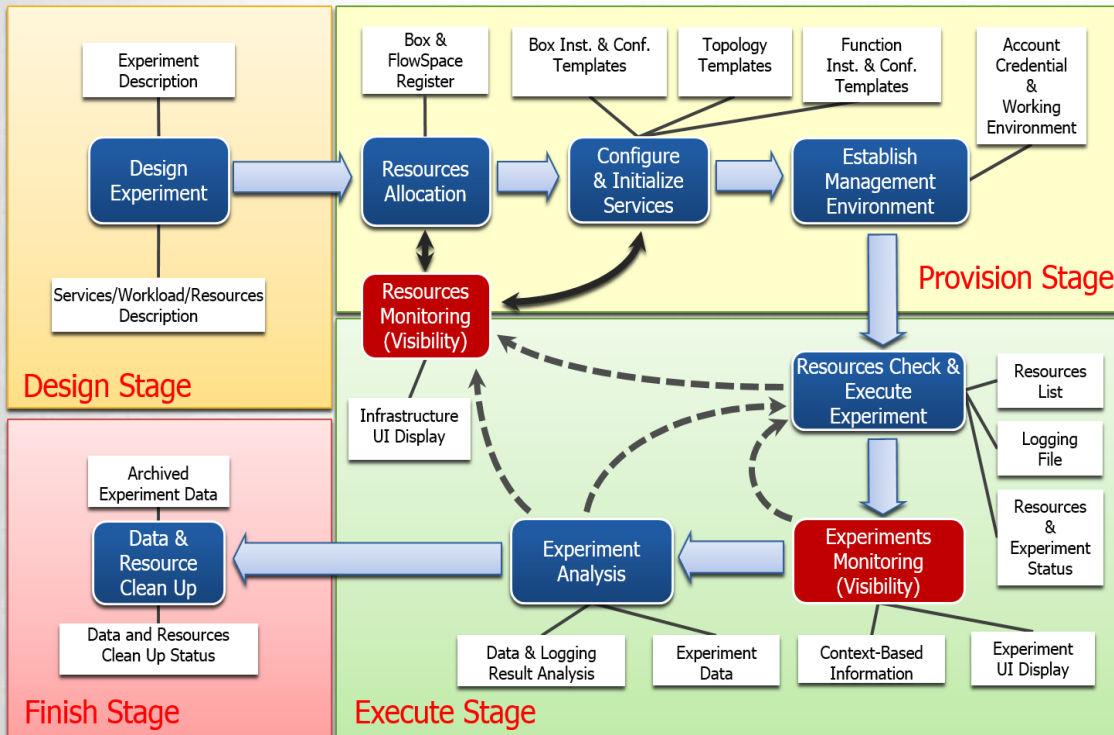 Experiment
Description
Design
Experiment
Services/Workload/Resources
Description
Design Stage
Box &
FlowSpace
Register
Box Inst. & Conf.
Templates
Topology
Templates
Function
Inst. & Conf.
Templates
Account
Credential
&
Working
Environment
Resources
Allocation
Configure
& Initialize
Services
Establish
Management
Environment
Provision Stage
Resources
Monitoring
(Visibility)
Infrastructure
UI Display
Resources Check &
Execute
Experiment
Resources
List
Logging
File
Resources
&
Experiment
Status
Experiments
Monitoring
(Visibility)
Context-Based
Information
Experiment
UI Display
Experiment
Analysis
Data & Logging
Result Analysis
Experiment
Data
Execute Stage
Archived
Experiment Data
Data &
Resource
Clean Up
Data and Resources
Clean Up Status
Finish Stage